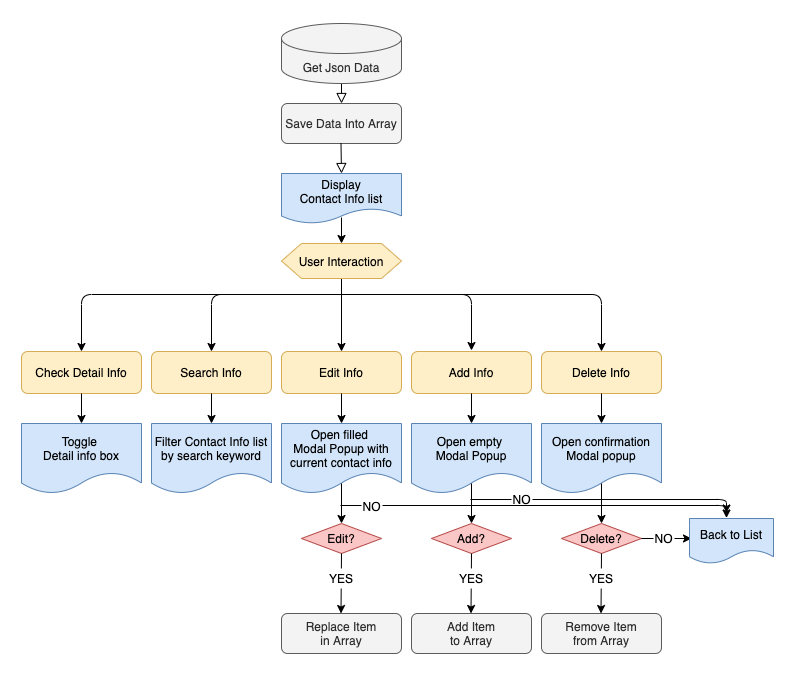 Get Json Data
Save Data Into Array
Display
Contact Info list
User Interaction
Check Detail Info
Search Info
Edit Info
Add Info
Delete Info
Toggle
Detail info box
Filter Contact Info list
by search keyword
Open filled
Modal Popup with
current contact info
Open empty
Modal Popup
Open confirmation
Modal popup
NO
NO
Edit?
Add?
Delete?
NO
Back to List
YES
YES
YES
Replace Item
in Array
Add Item
to Array
Remove Item
from Array